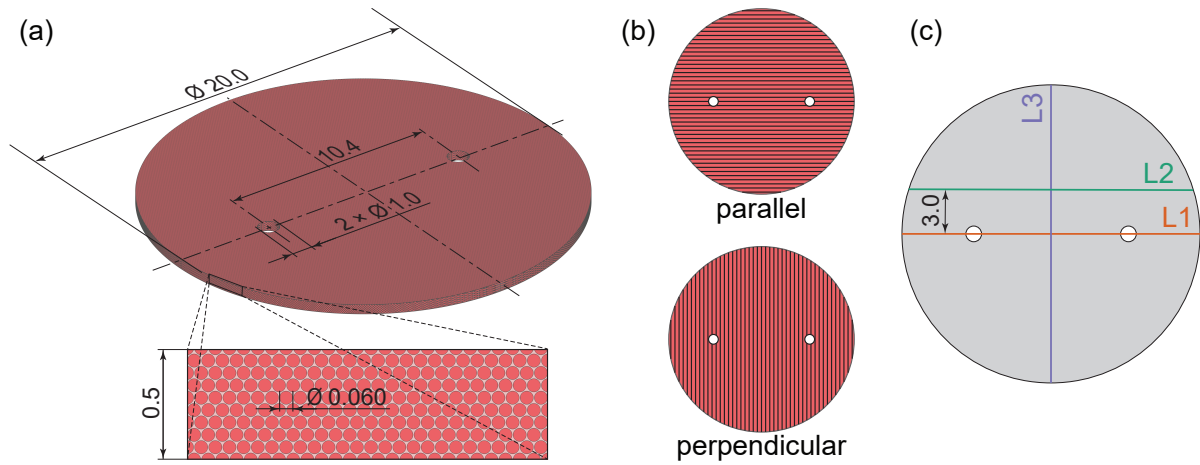 (a)
Ø 20.0
10.4
2 × Ø 1.0
0.5
Ø 0.060
(b)
parallel
perpendicular
(c)
L3
L2
3.0
L1